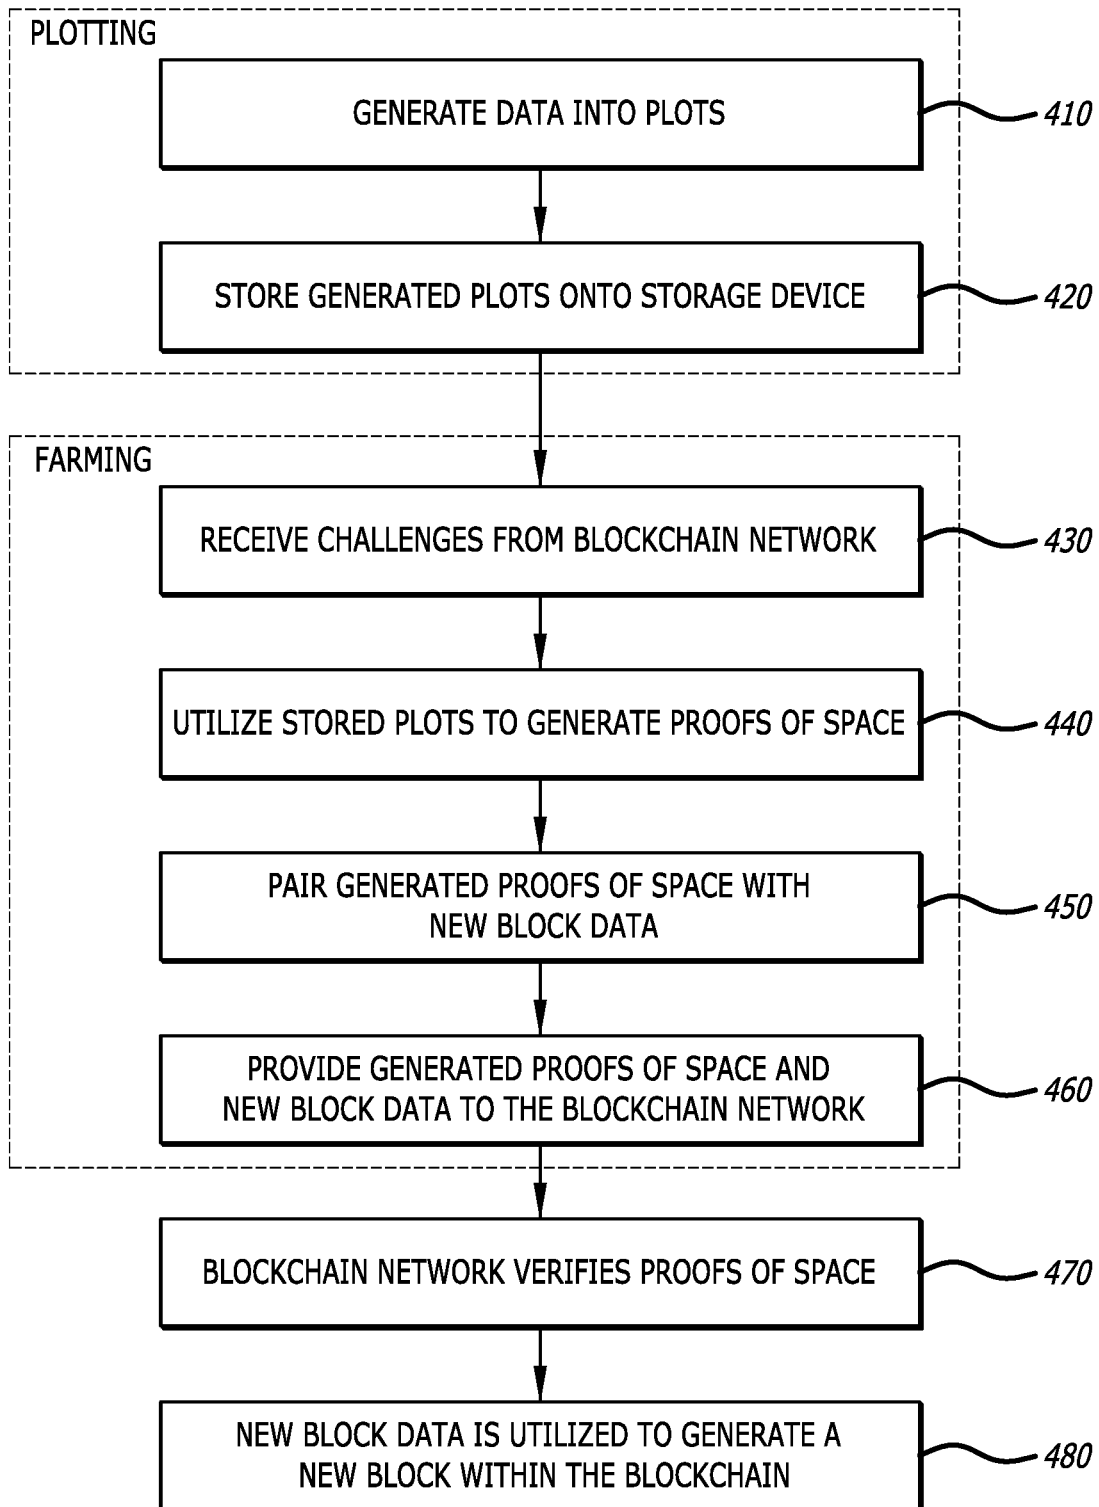 PLOTTING
GENERATE DATA INTO PLOTS
410
STORE GENERATED PLOTS ONTO STORAGE DEVICE
420
FARMING
RECEIVE CHALLENGES FROM BLOCKCHAIN NETWORK
430
UTILIZE STORED PLOTS TO GENERATE PROOFS OF SPACE
440
PAIR GENERATED PROOFS OF SPACE WITH
NEW BLOCK DATA
450
PROVIDE GENERATED PROOFS OF SPACE AND
NEW BLOCK DATA TO THE BLOCKCHAIN NETWORK
460
BLOCKCHAIN NETWORK VERIFIES PROOFS OF SPACE
470
NEW BLOCK DATA IS UTILIZED TO GENERATE A
NEW BLOCK WITHIN THE BLOCKCHAIN
480